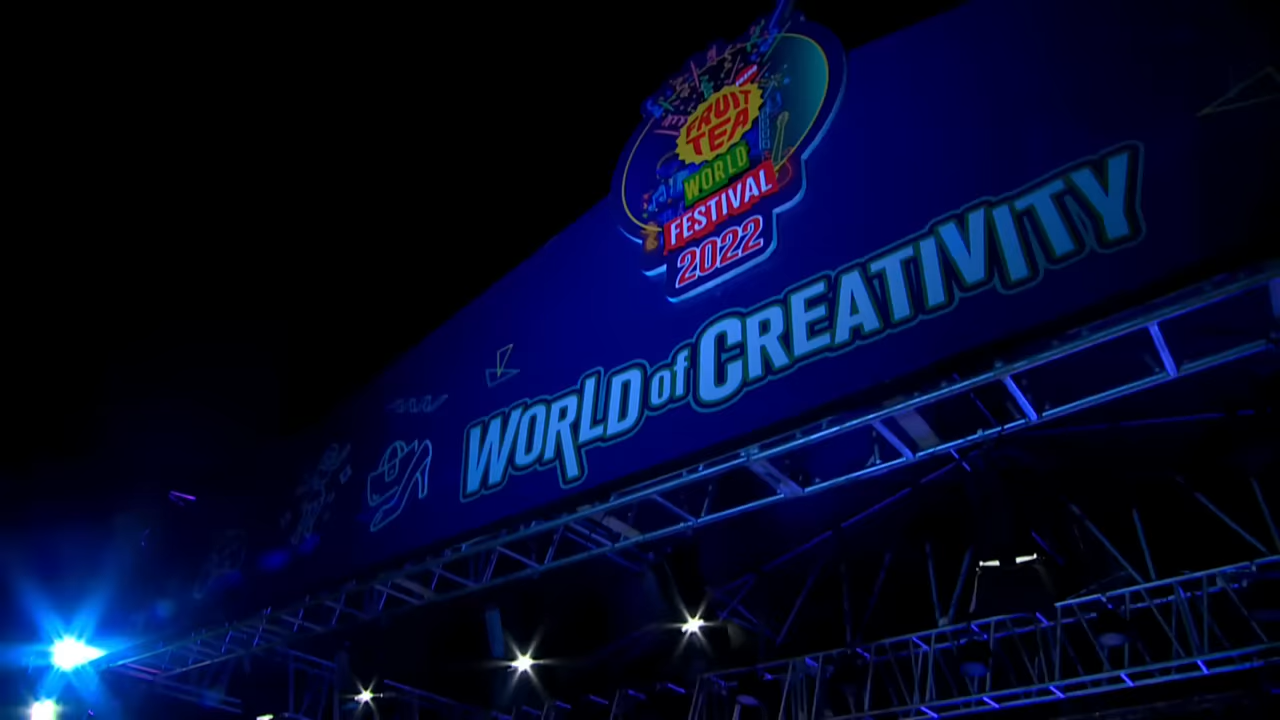 FRUIT
TEA
WORLD
FESTIVAL
2022
WORLD of CREATIVITY